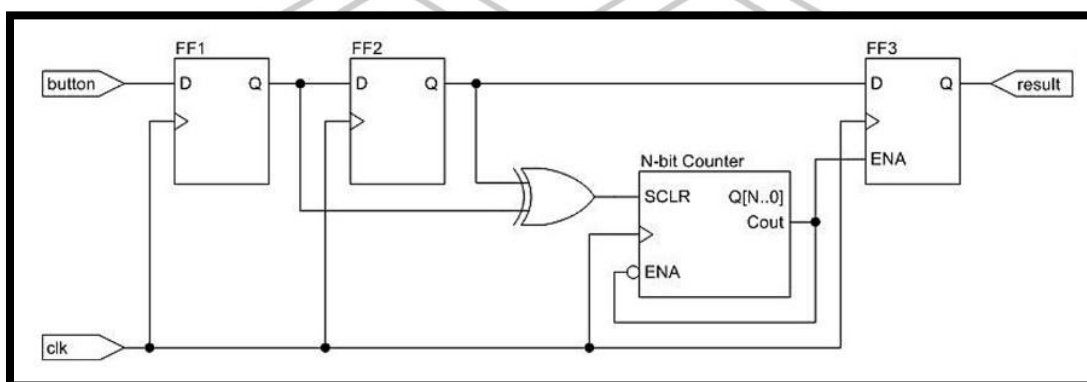 FF1
FF2
FF3
button
D Q
D Q
D Q
result
ENA
N-bit Counter
SCLR Q[N..0]
Cout
ENA
clk